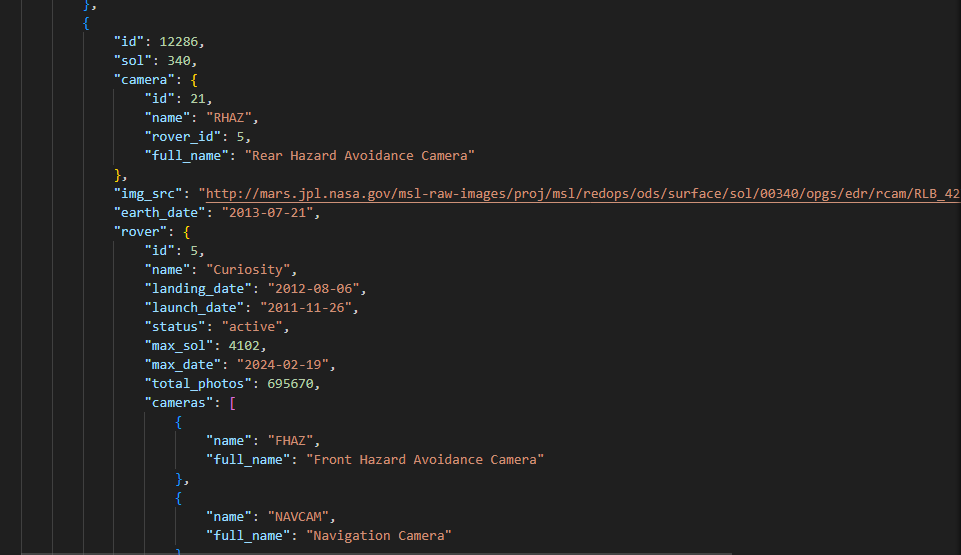 },
{
"id": 12286,
"sol": 340,
"camera": {
"id": 21,
"name": "RHAZ",
"rover_id": 5,
"full_name": "Rear Hazard Avoidance Camera"
},
"img_src": "http://mars.jpl.nasa.gov/msl-raw-images/proj/msl/redops/ods/surface/sol/00340/opgs/edr/rcam/RLB_42
"earth_date": "2013-07-21",
"rover": {
"id": 5,
"name": "Curiosity",
"landing_date": "2012-08-06",
"launch_date": "2011-11-26",
"status": "active",
"max_sol": 4102,
"max_date": "2024-02-19",
"total_photos": 695670,
"cameras": [
{
"name": "FHAZ",
"full_name": "Front Hazard Avoidance Camera"
},
{
"name": "NAVCAM",
"full_name": "Navigation Camera"
}